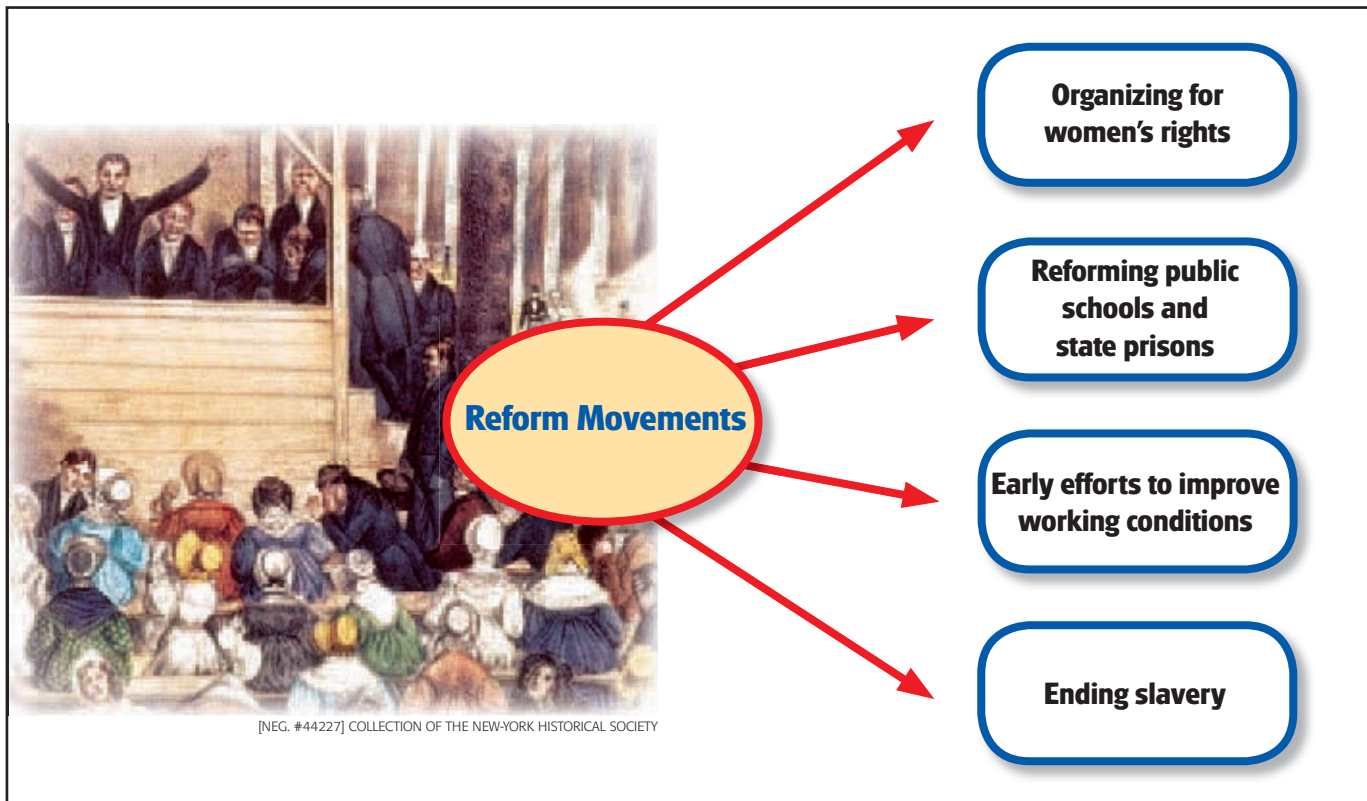 Organizing for
women's rights
Reforming public
schools and
state prisons
Reform Movements
Early efforts to improve
working conditions
Ending slavery
[NEG. #44227] COLLECTION OF THE NEW-YORK HISTORICAL SOCIETY